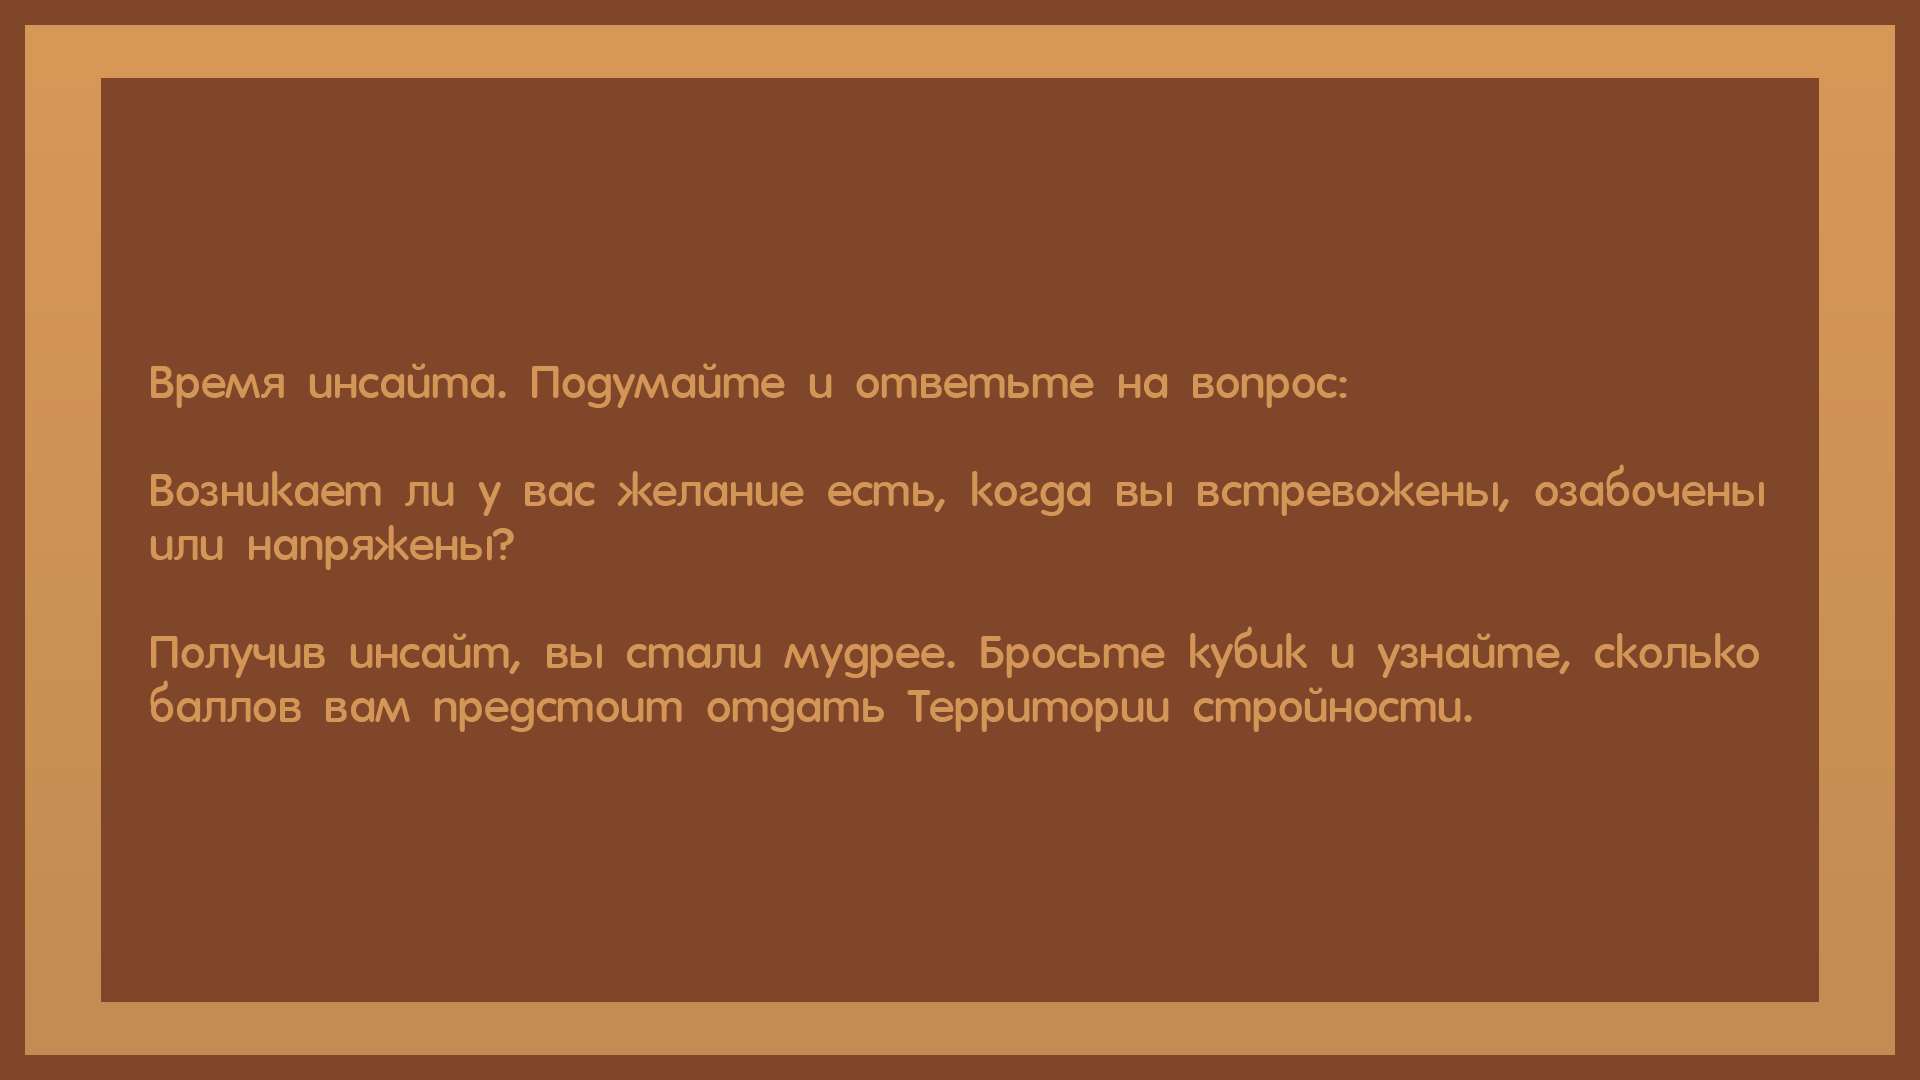 Время инсайта. Подумайте и ответьте на вопрос:
Возникает ли у вас желание есть, когда вы встревожены, озабочены
или напряжены?
Получив инсайт, вы стали мудрее. Бросьте кубик и узнайте, сколько
баллов вам предстоит отдать Территории стройности.